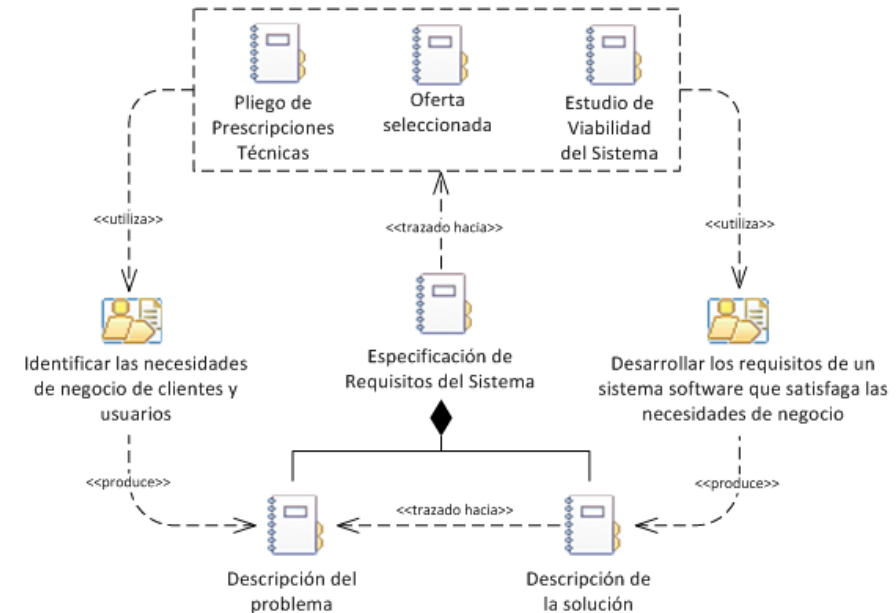 Pliego de
Prescripciones
Técnicas
Oferta
seleccionada
Estudio de
Viabilidad
del Sistema
<<utiliza>>
<<trazado hacia>>
<<utiliza>>
Identificar las necesidades
de negocio de clientes y
usuarios
Especificación de
Requisitos del Sistema
Desarrollar los requisitos de un
sistema software que satisfaga las
necesidades de negocio
<<produce>>
<<trazado hacia>>
<<produce>>
Descripción del
problema
Descripción de
la solución